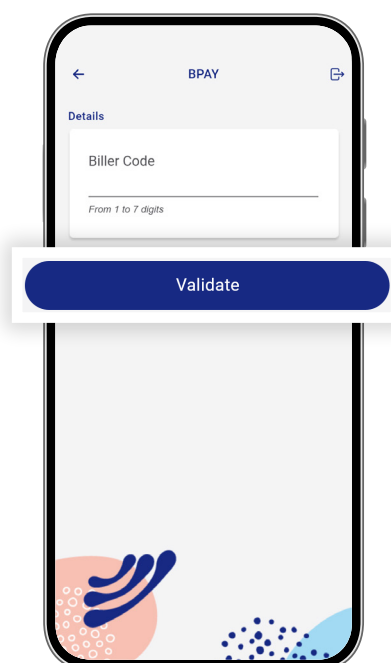 BPAY
Details
Biller Code
From 1 to 7 digits
Validate